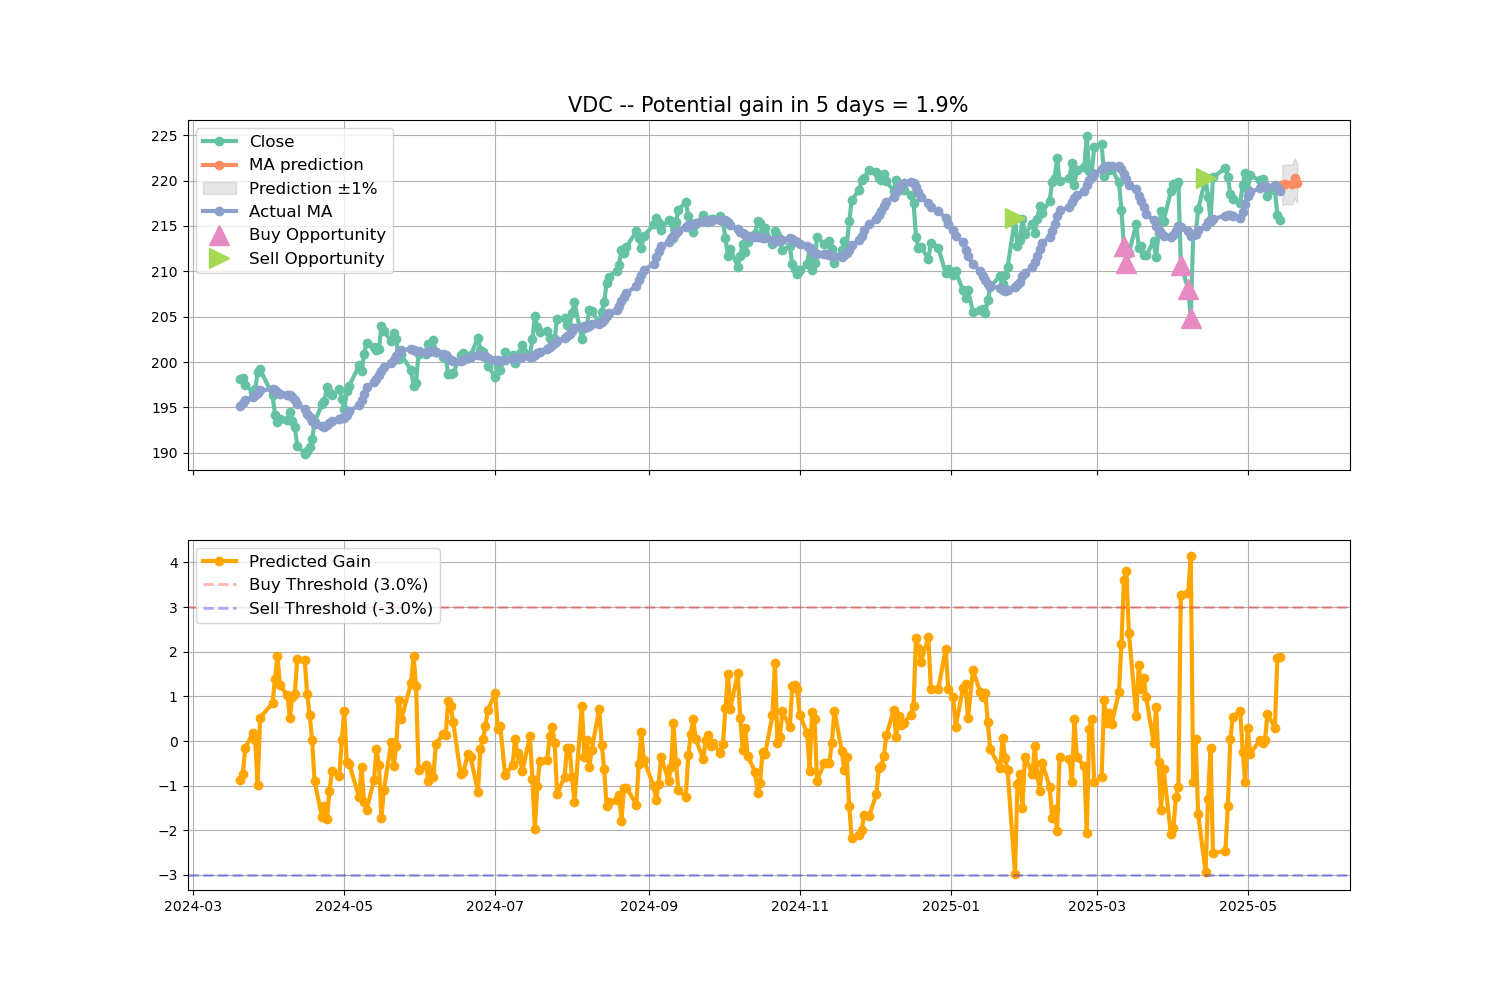 VDC -- Potential gain in 5 days = 1.9%
225
220
215
210
205
200
195
190
Close
MA prediction
Prediction ±1%
Actual MA
Buy Opportunity
Sell Opportunity
4
3
2
1
0
−1
−2
−3
Predicted Gain
Buy Threshold (3.0%)
Sell Threshold (-3.0%)
2024-03 2024-05 2024-07 2024-09 2024-11 2025-01 2025-03 2025-05